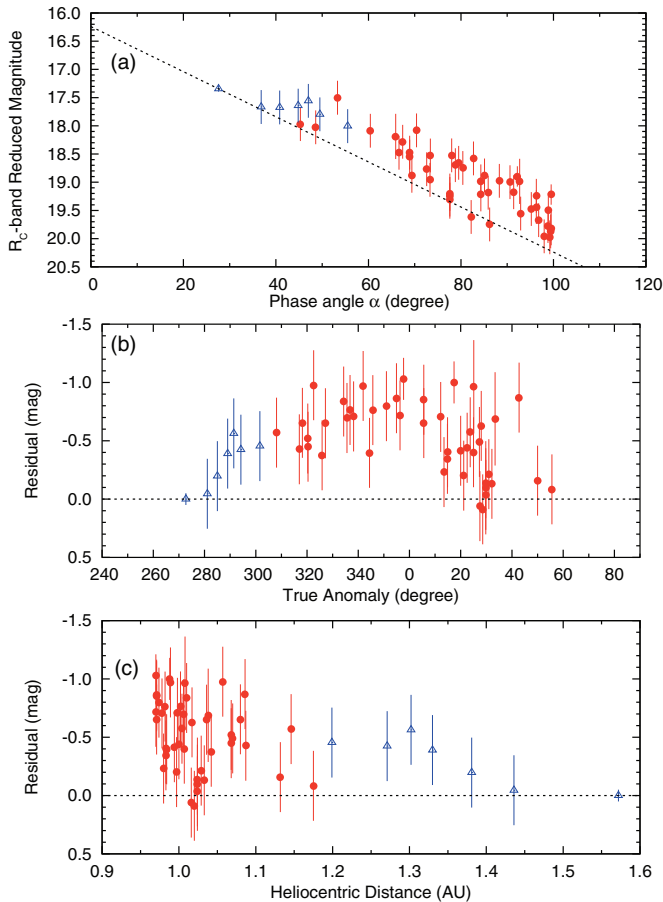 16.0
16.5
17.0
17.5
18.0
18.5
19.0
19.5
20.0
20.5
R_C-band Reduced Magnitude
(a)
0 20 40 60 80 100 120
Phase angle α (degree)
-1.5
-1.0
-0.5
0.0
0.5
Residual (mag)
(b)
240 260 280 300 320 340 0 20 40 60 80
True Anomaly (degree)
-1.5
-1.0
-0.5
0.0
0.5
Residual (mag)
(c)
0.9 1.0 1.1 1.2 1.3 1.4 1.5 1.6
Heliocentric Distance (AU)